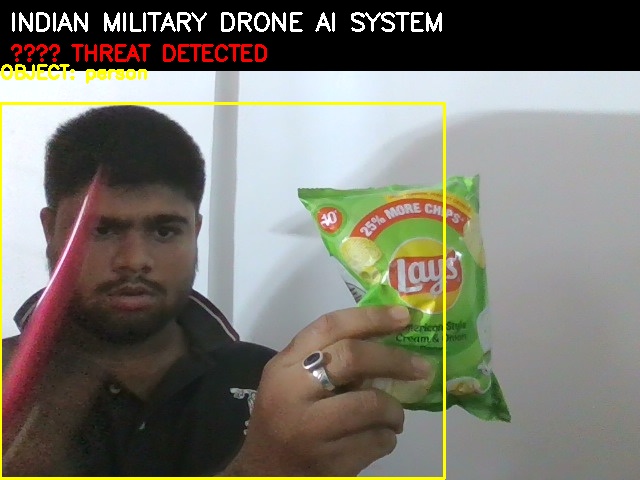 INDIAN MILITARY DRONE AI SYSTEM
???? THREAT DETECTED
OBJECT: person
25% MORE CHIPS*
Lay's
American Style
Cream & Onion